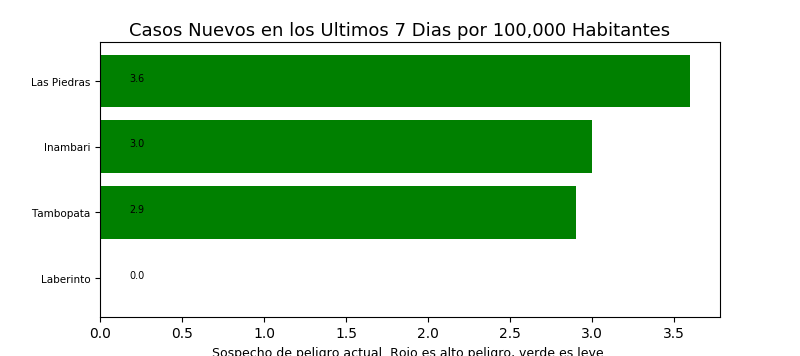 Casos Nuevos en los Ultimos 7 Dias por 100,000 Habitantes
Las Piedras 3.6
Inambari 3.0
Tambopata 2.9
Laberinto 0.0
0.0 0.5 1.0 1.5 2.0 2.5 3.0 3.5
Sospecho de peligro actual. Rojo es alto peligro, verde es leve